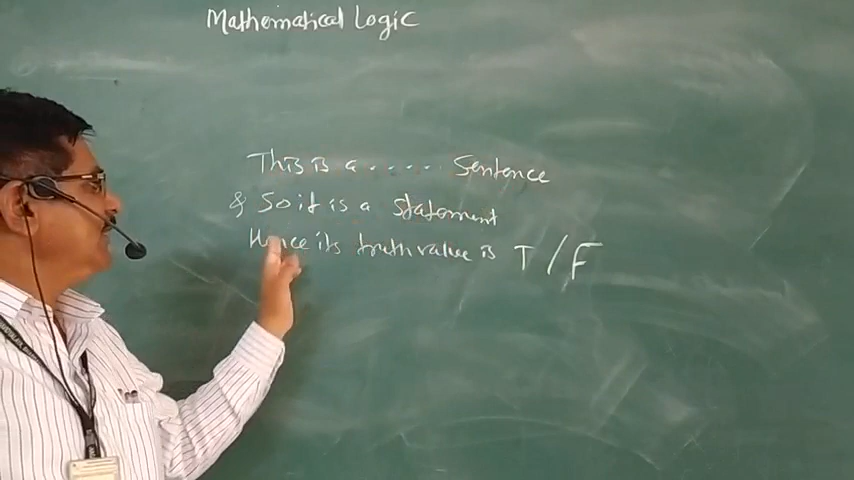 Mathematical Logic
This is a ...... Sentence
& So it is a statement
Hence its truth value is T / F